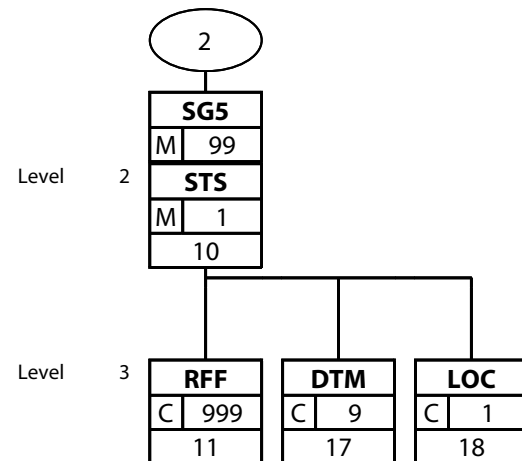 2
SG5
M 99
Level 2 STS
M 1
10
Level 3 RFF DTM LOC
C 999 C 9 C 1
11 17 18